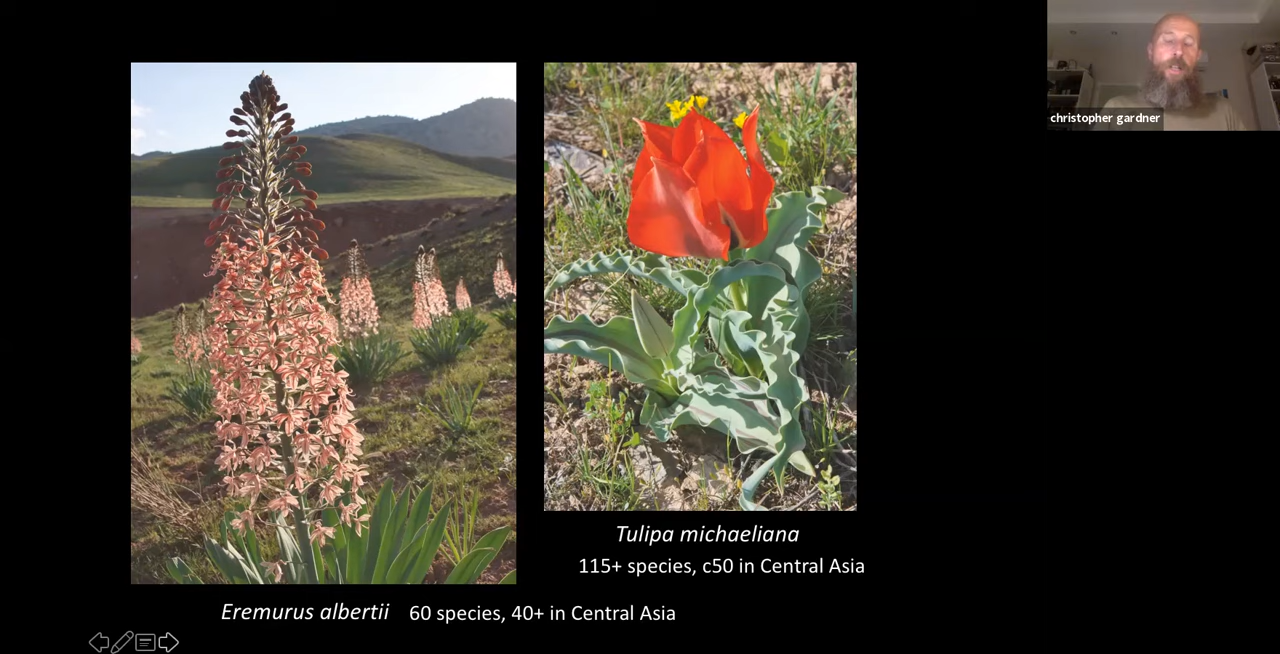 christopher gardner
Tulipa michaeliana
115+ species, c50 in Central Asia
Eremurus albertii 60 species, 40+ in Central Asia